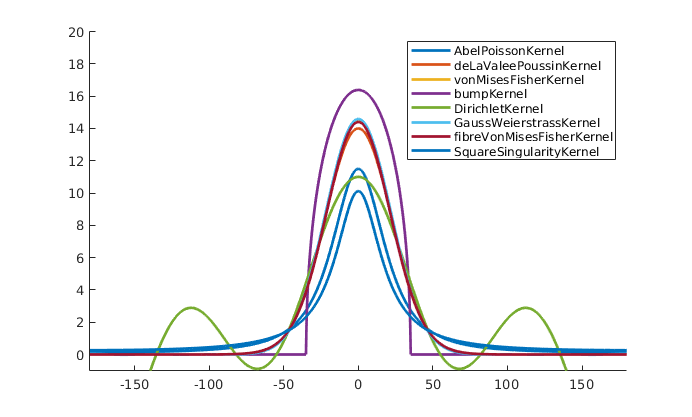 20
18
16
14
12
10
8
6
4
2
0
-150 -100 -50 0 50 100 150
AbelPoissonKernel
deLaValeePoussinKernel
vonMisesFisherKernel
bumpKernel
DirichletKernel
GaussWeierstrassKernel
fibreVonMisesFisherKernel
SquareSingularityKernel